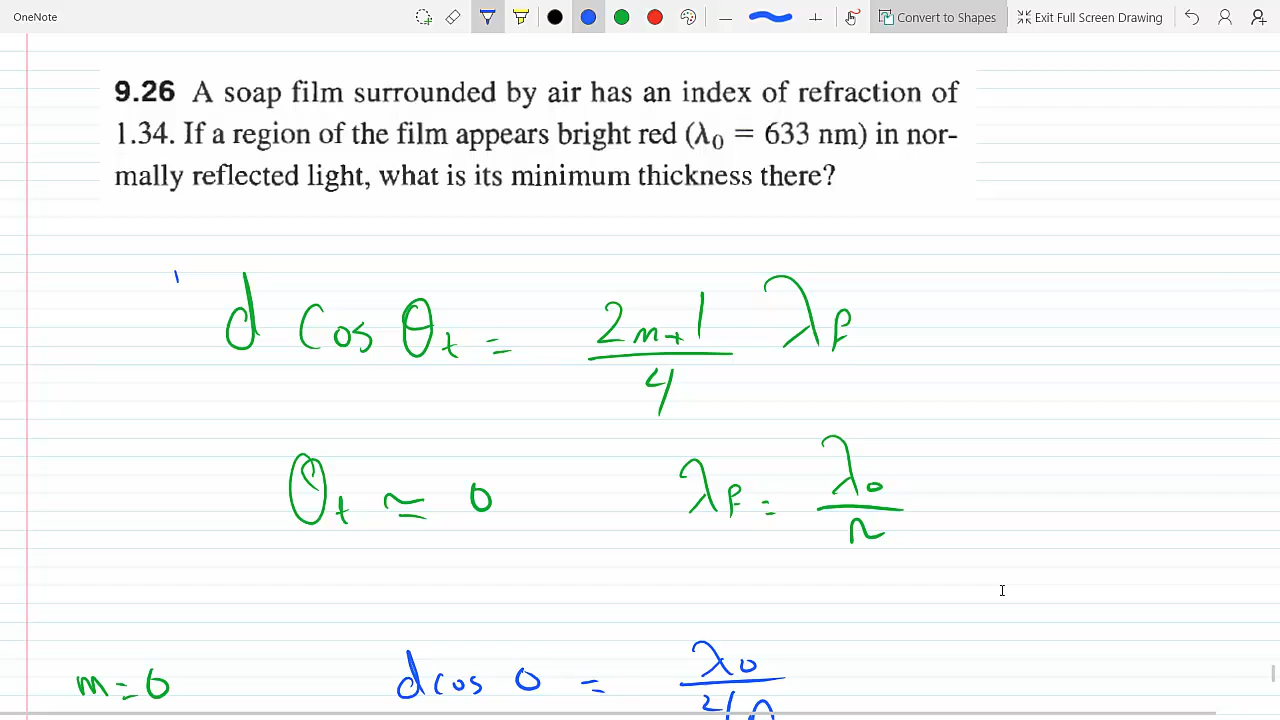 OneNote
Convert to Shapes Exit Full Screen Drawing
9.26 A soap film surrounded by air has an index of refraction of
1.34. If a region of the film appears bright red (λ₀ = 633 nm) in nor-
mally reflected light, what is its minimum thickness there?
d cos θt = (2m+1)/4 λf
θt ≃ 0 λf = λ₀/n
m=0 d cos 0 = λ₀/4n